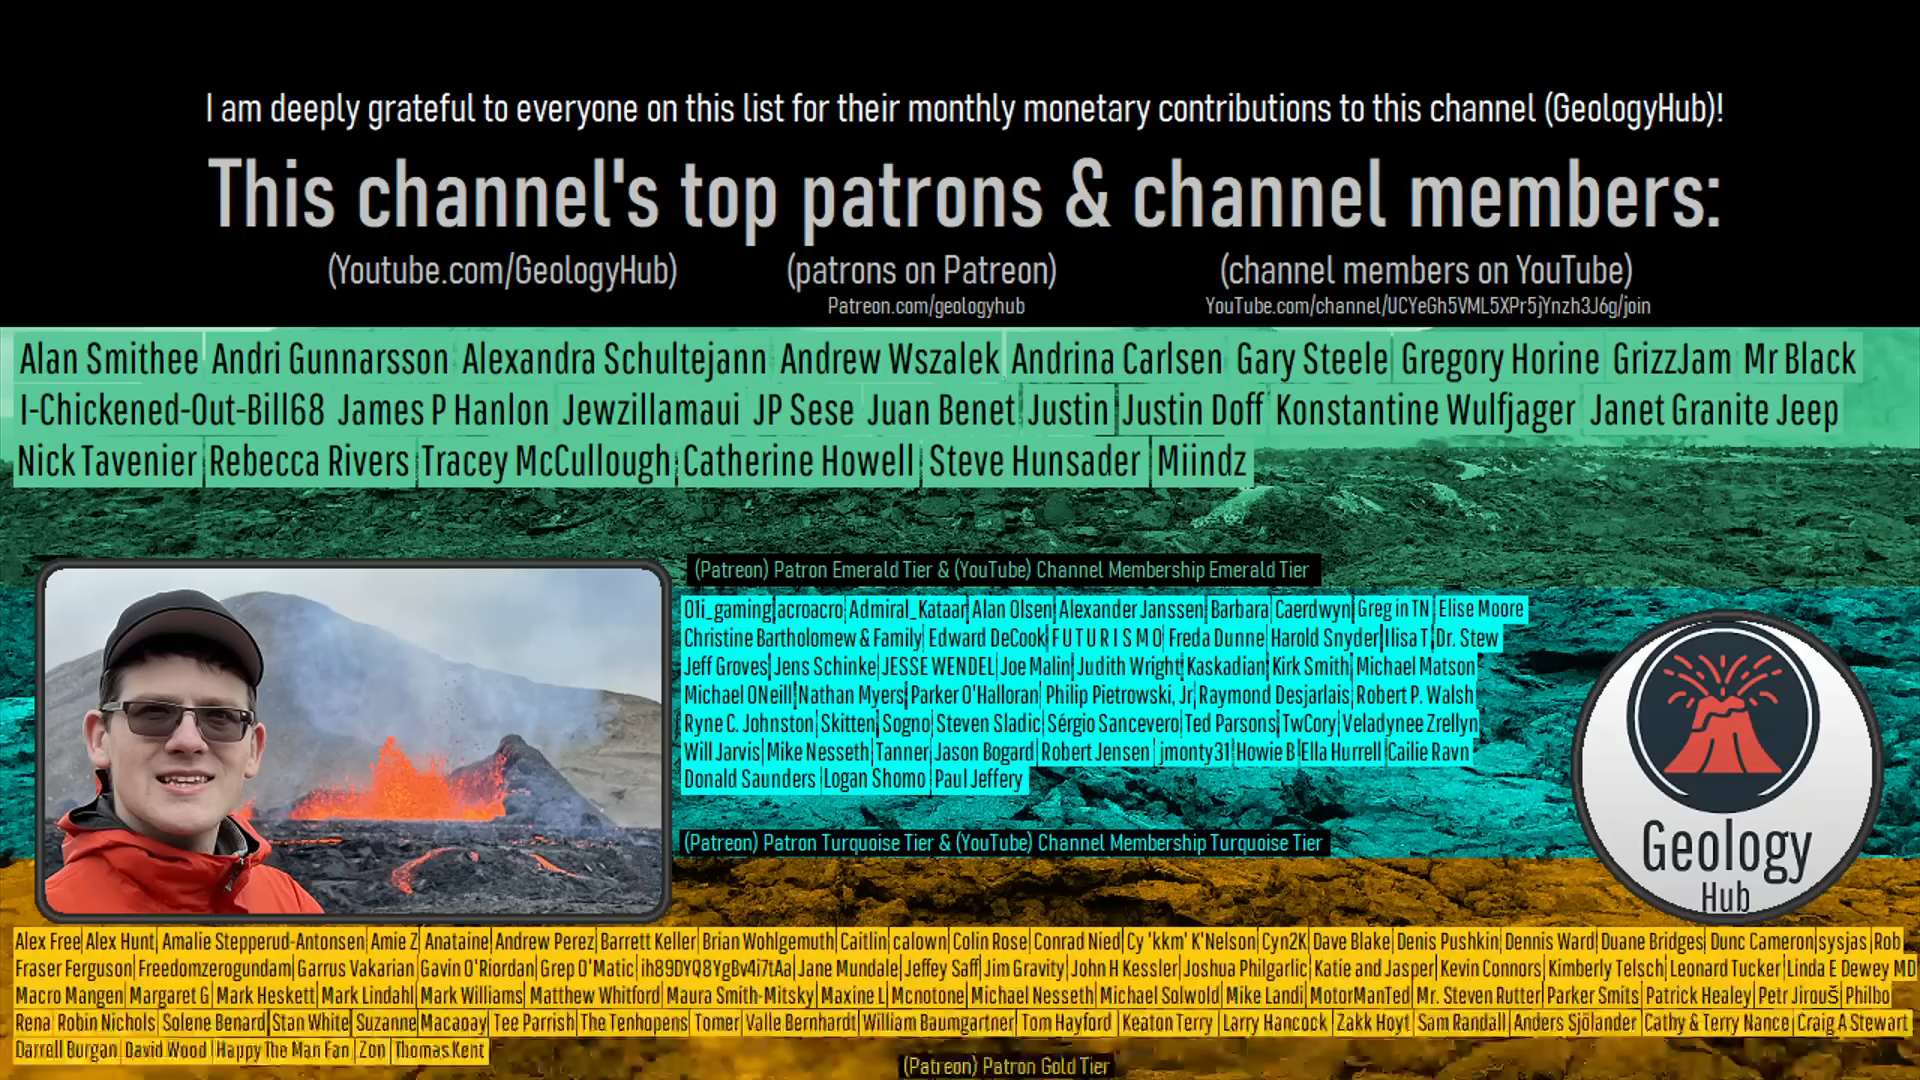 I am deeply grateful to everyone on this list for their monthly monetary contributions to this channel (GeologyHub)!
This channel's top patrons & channel members:
(Youtube.com/GeologyHub) (patrons on Patreon) (channel members on YouTube)
Patreon.com/geologyhub YouTube.com/channel/UCYeGh5VML5XPr5jYnzh3J6g/join
Alan Smithee Andri Gunnarsson Alexandra Schultejann Andrew Wszalek Andrina Carlsen Gary Steele Gregory Horine GrizzJam Mr Black
I-Chickened-Out-Bill68 James P Hanlon Jewzillamaui JP Sese Juan Benet Justin Justin Doff Konstantine Wulfjager Janet Granite Jeep
Nick Tavenier Rebecca Rivers Tracey McCullough Catherine Howell Steve Hunsader Miindz
(Patreon) Patron Emerald Tier & (YouTube) Channel Membership Emerald Tier
01i_gaming acroacro Admiral_Kataar Alan Olsen Alexander Janssen Barbara Caerdwyn Greg in TN Elise Moore
Christine Bartholomew & Family Edward DeCook F U T U R I S M O Freda Dunne Harold Snyder Ilisa T Dr. Stew
Jeff Groves Jens Schinke JESSE WENDEL Joe Malin Judith Wright Kaskadian Kirk Smith Michael Matson
Michael ONeill Nathan Myers Parker O'Halloran Philip Pietrowski, Jr Raymond Desjarlais Robert P. Walsh
Ryne C. Johnston Skitten Sogno Steven Sladic Sérgio Sancevero Ted Parsons TwCory Veladynee Zrellyn
Will Jarvis Mike Nesseth Tanner Jason Bogard Robert Jensen jmonty31 Howie B Ella Hurrell Cailie Ravn
Donald Saunders Logan Shomo Paul Jeffery
(Patreon) Patron Turquoise Tier & (YouTube) Channel Membership Turquoise Tier
Geology
Hub
Alex Free Alex Hunt Amalie Stepperud-Antonsen Amie Z Anataine Andrew Perez Barrett Keller Brian Wohlgemuth Caitlin calown Colin Rose Conrad Nied Cy 'kkm' K'Nelson Cyn2K Dave Blake Denis Pushkin Dennis Ward Duane Bridges Dunc Cameron sysjas Rob
Fraser Ferguson Freedomzerogundam Garrus Vakarian Gavin O'Riordan Grep O'Matic ih89DYQ8YgBv4i7tAa Jane Mundale Jeffey Saff Jim Gravity John H Kessler Joshua Philgarlic Katie and Jasper Kevin Connors Kimberly Telsch Leonard Tucker Linda E Dewey MD
Macro Mangen Margaret G Mark Heskett Mark Lindahl Mark Williams Matthew Whitford Maura Smith-Mitsky Maxine L Mcnotone Michael Nesseth Michael Solwold Mike Landi MotorManTed Mr. Steven Rutter Parker Smits Patrick Healey Petr Jirouš Philbo
Rena Robin Nichols Solene Benard Stan White Suzanne Macaoay Tee Parrish The Tenhopens Tomer Valle Bernhardt William Baumgartner Tom Hayford Keaton Terry Larry Hancock Zakk Hoyt Sam Randall Anders Sjölander Cathy & Terry Nance Craig A Stewart
Darrell Burgan David Wood Happy The Man Fan Zon Thomas Kent
(Patreon) Patron Gold Tier